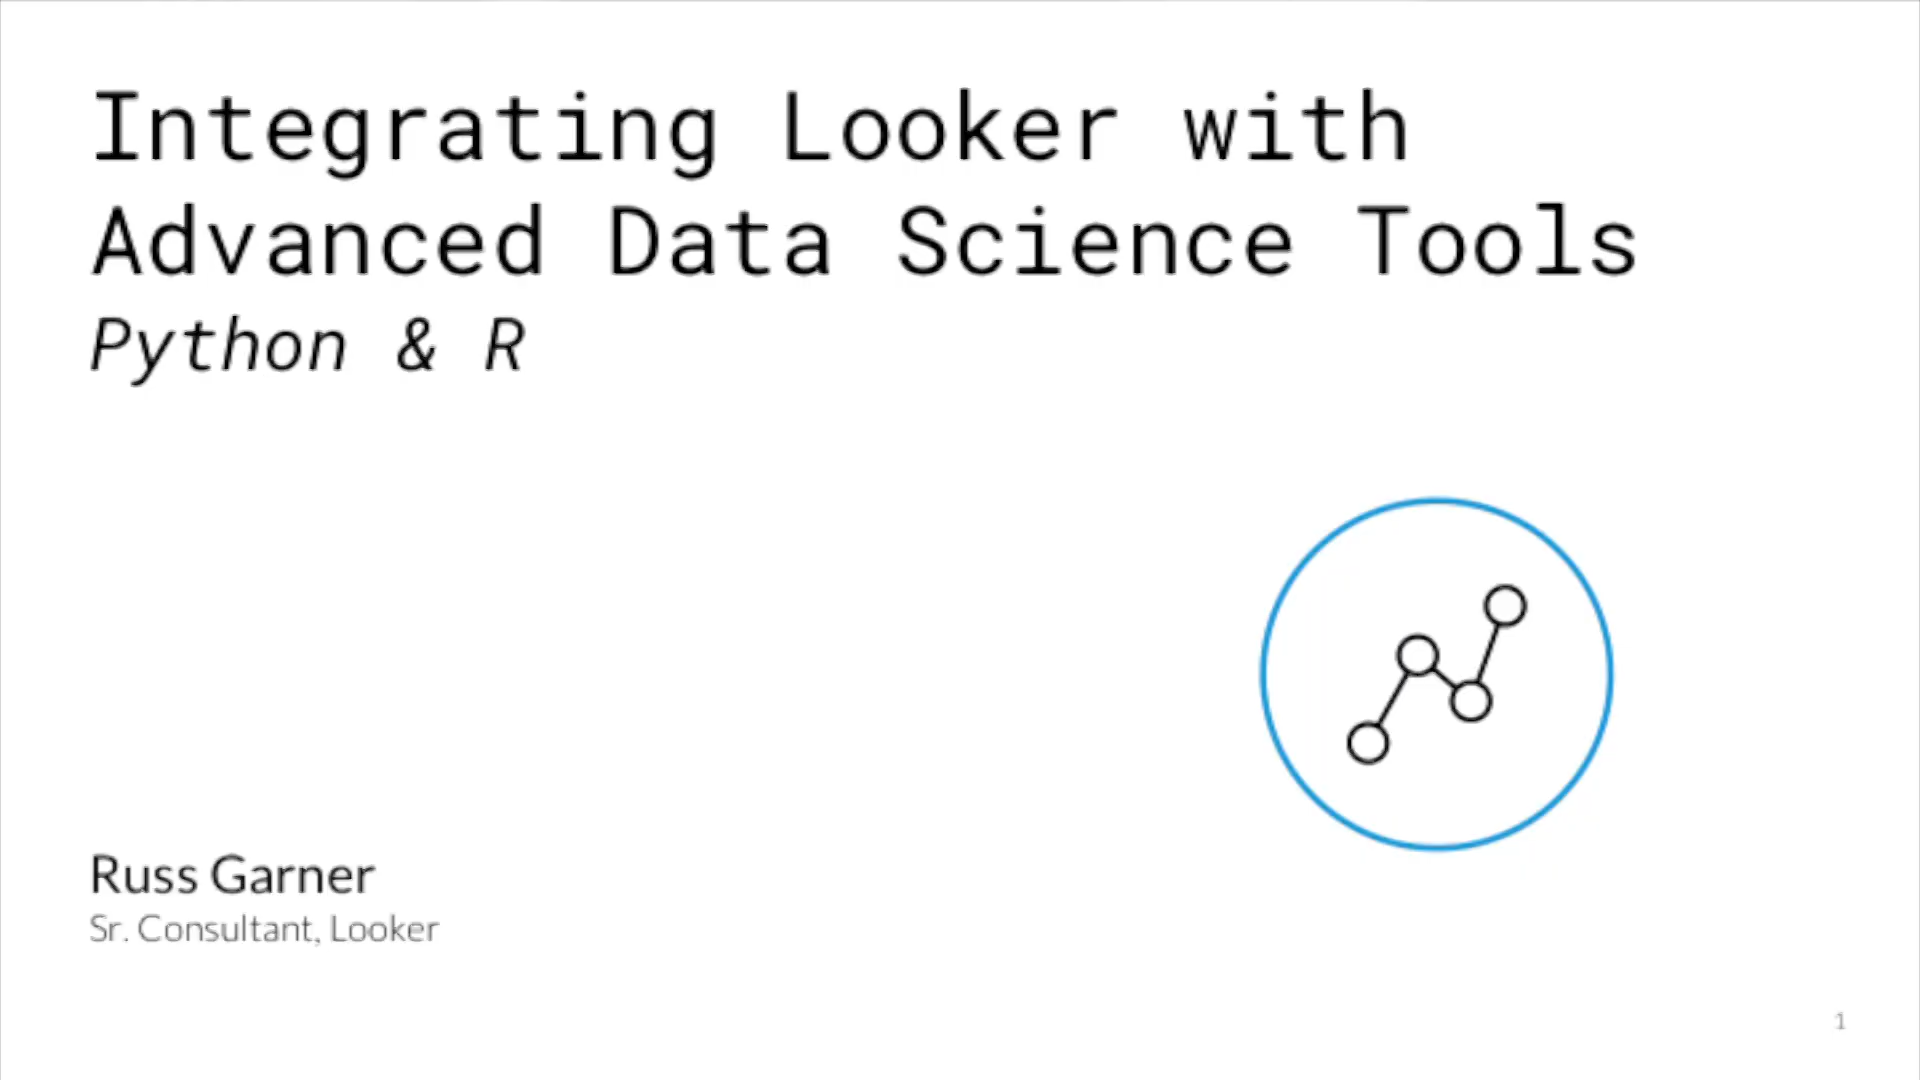 Integrating Looker with
Advanced Data Science Tools
Python & R
Russ Garner
Sr. Consultant, Looker
1